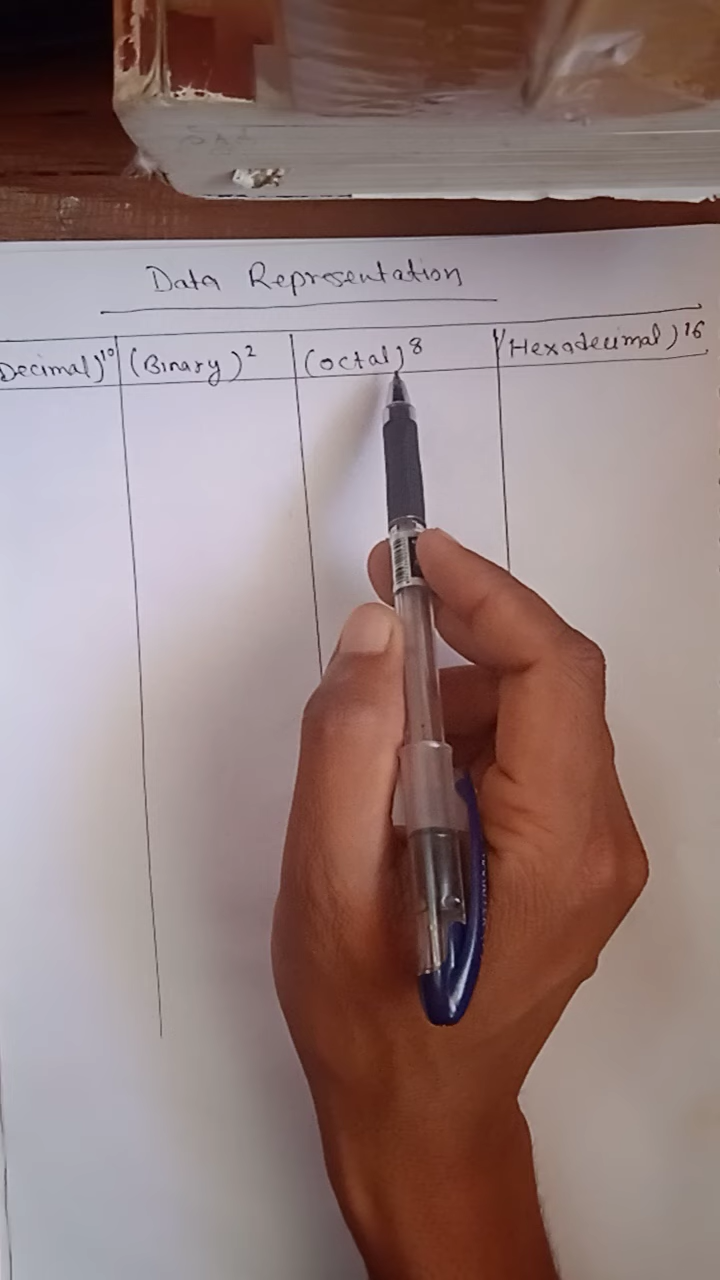 Data Representation
Decimal)¹⁰ (Binary)² (octal)⁸ (Hexadecimal)¹⁶